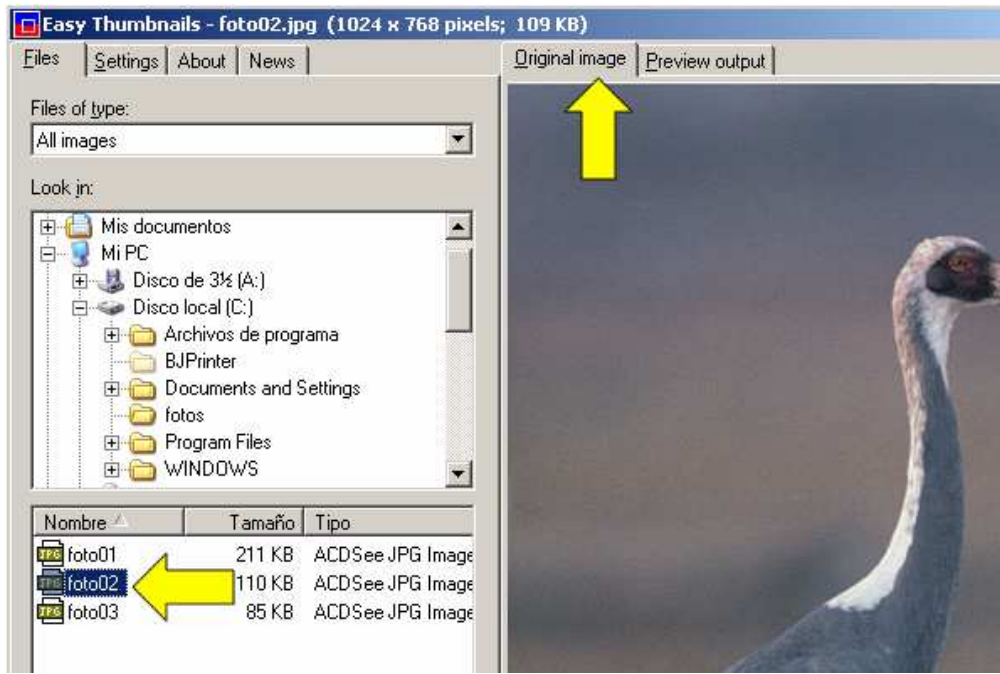 Easy Thumbnails - foto02.jpg (1024 x 768 pixels; 109 KB)
Files Settings About News
Original image Preview output
Files of type:
All images
Look in:
Mis documentos
Mi PC
Disco de 3½ (A:)
Disco local (C:)
Archivos de programa
BJPrinter
Documents and Settings
fotos
Program Files
WINDOWS
Nombre Tamaño Tipo
JPG foto01 211 KB ACDSee JPG Image
JPG foto02 110 KB ACDSee JPG Image
JPG foto03 85 KB ACDSee JPG Image